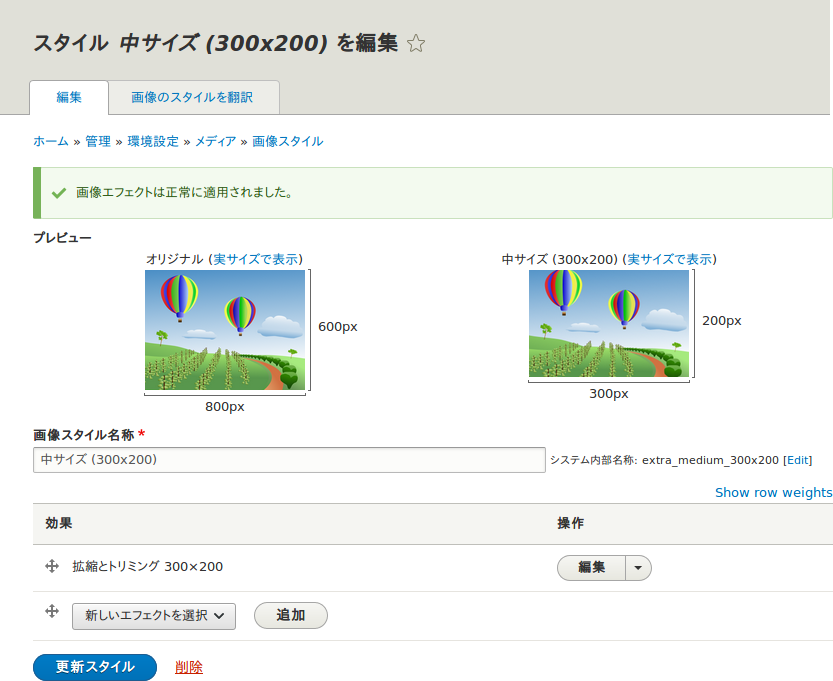 スタイル 中サイズ (300x200) を編集
編集 画像のスタイルを翻訳
ホーム » 管理 » 環境設定 » メディア » 画像スタイル
画像エフェクトは正常に適用されました。
プレビュー
オリジナル (実サイズで表示)
600px
800px
中サイズ (300x200) (実サイズで表示)
200px
300px
画像スタイル名称 *
中サイズ (300x200) システム内部名称: extra_medium_300x200 [Edit]
Show row weights
効果 操作
拡縮とトリミング 300×200 編集
新しいエフェクトを選択 追加
更新スタイル 削除